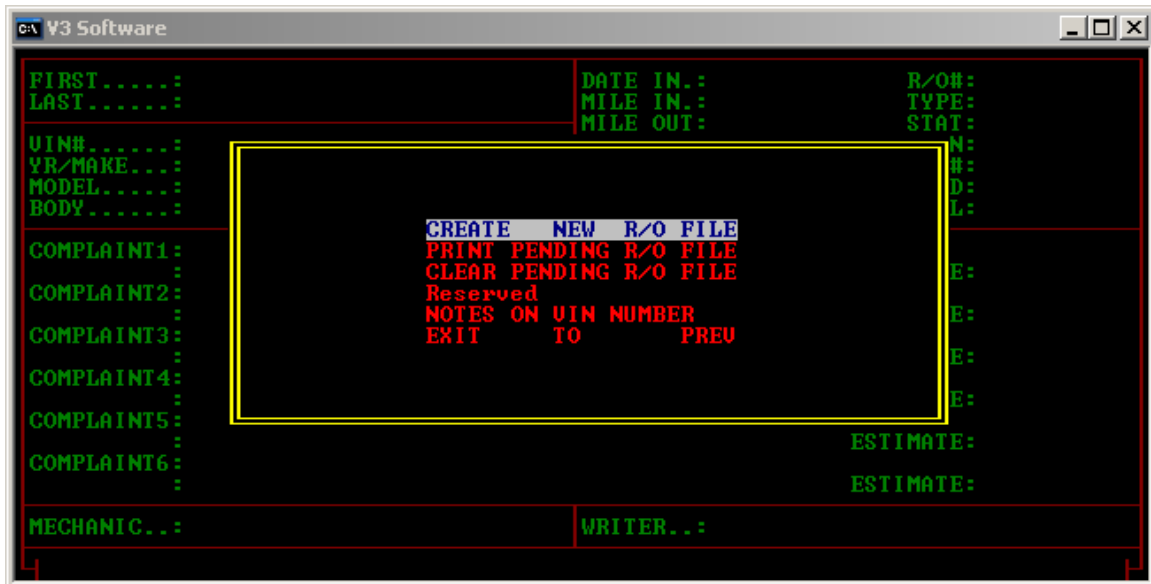 V3 Software
FIRST.....: DATE IN.: R/O#:
LAST......: MILE IN.: TYPE:
MILE OUT: STAT:
VIN#......: N:
YR/MAKE...: #:
MODEL.....: D:
BODY......: L:
CREATE NEW R/O FILE
COMPLAINT1: PRINT PENDING R/O FILE
: CLEAR PENDING R/O FILE E:
COMPLAINT2: Reserved
: NOTES ON VIN NUMBER E:
COMPLAINT3: EXIT TO PREV
: E:
COMPLAINT4:
: E:
COMPLAINT5:
: ESTIMATE:
COMPLAINT6:
: ESTIMATE:
MECHANIC..: WRITER..: